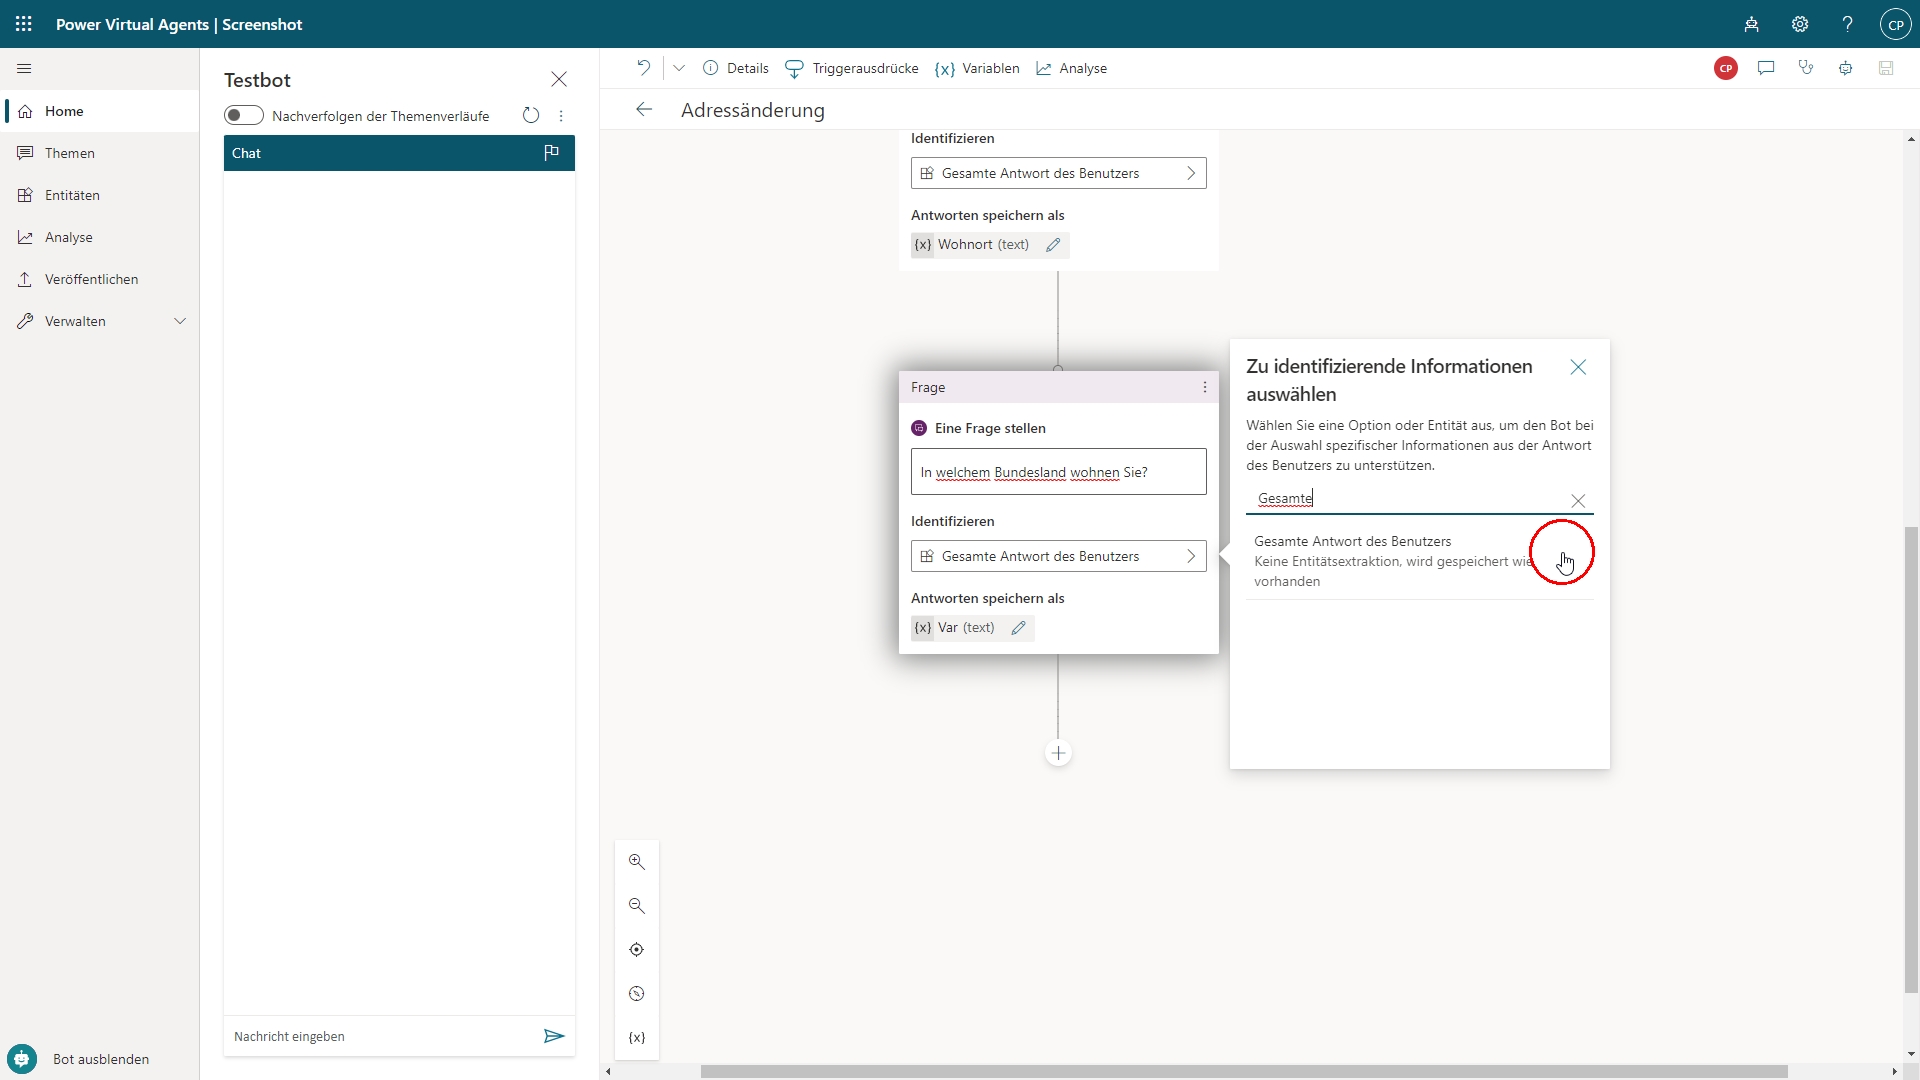 Power Virtual Agents | Screenshot
CP
Home
Themen
Entitäten
Analyse
Veröffentlichen
Verwalten
Bot ausblenden
Testbot
Nachverfolgen der Themenverläufe
Chat
Nachricht eingeben
Details
Triggerausdrücke
{x} Variablen
Analyse
CP
Adressänderung
Identifizieren
Gesamte Antwort des Benutzers
Antworten speichern als
{x} Wohnort (text)
Frage
Eine Frage stellen
In welchem Bundesland wohnen Sie?
Identifizieren
Gesamte Antwort des Benutzers
Antworten speichern als
{x} Var (text)
Zu identifizierende Informationen
auswählen
Wählen Sie eine Option oder Entität aus, um den Bot bei
der Auswahl spezifischer Informationen aus der Antwort
des Benutzers zu unterstützen.
Gesamte
Gesamte Antwort des Benutzers
Keine Entitätsextraktion, wird gespeichert wie
vorhanden
{x}